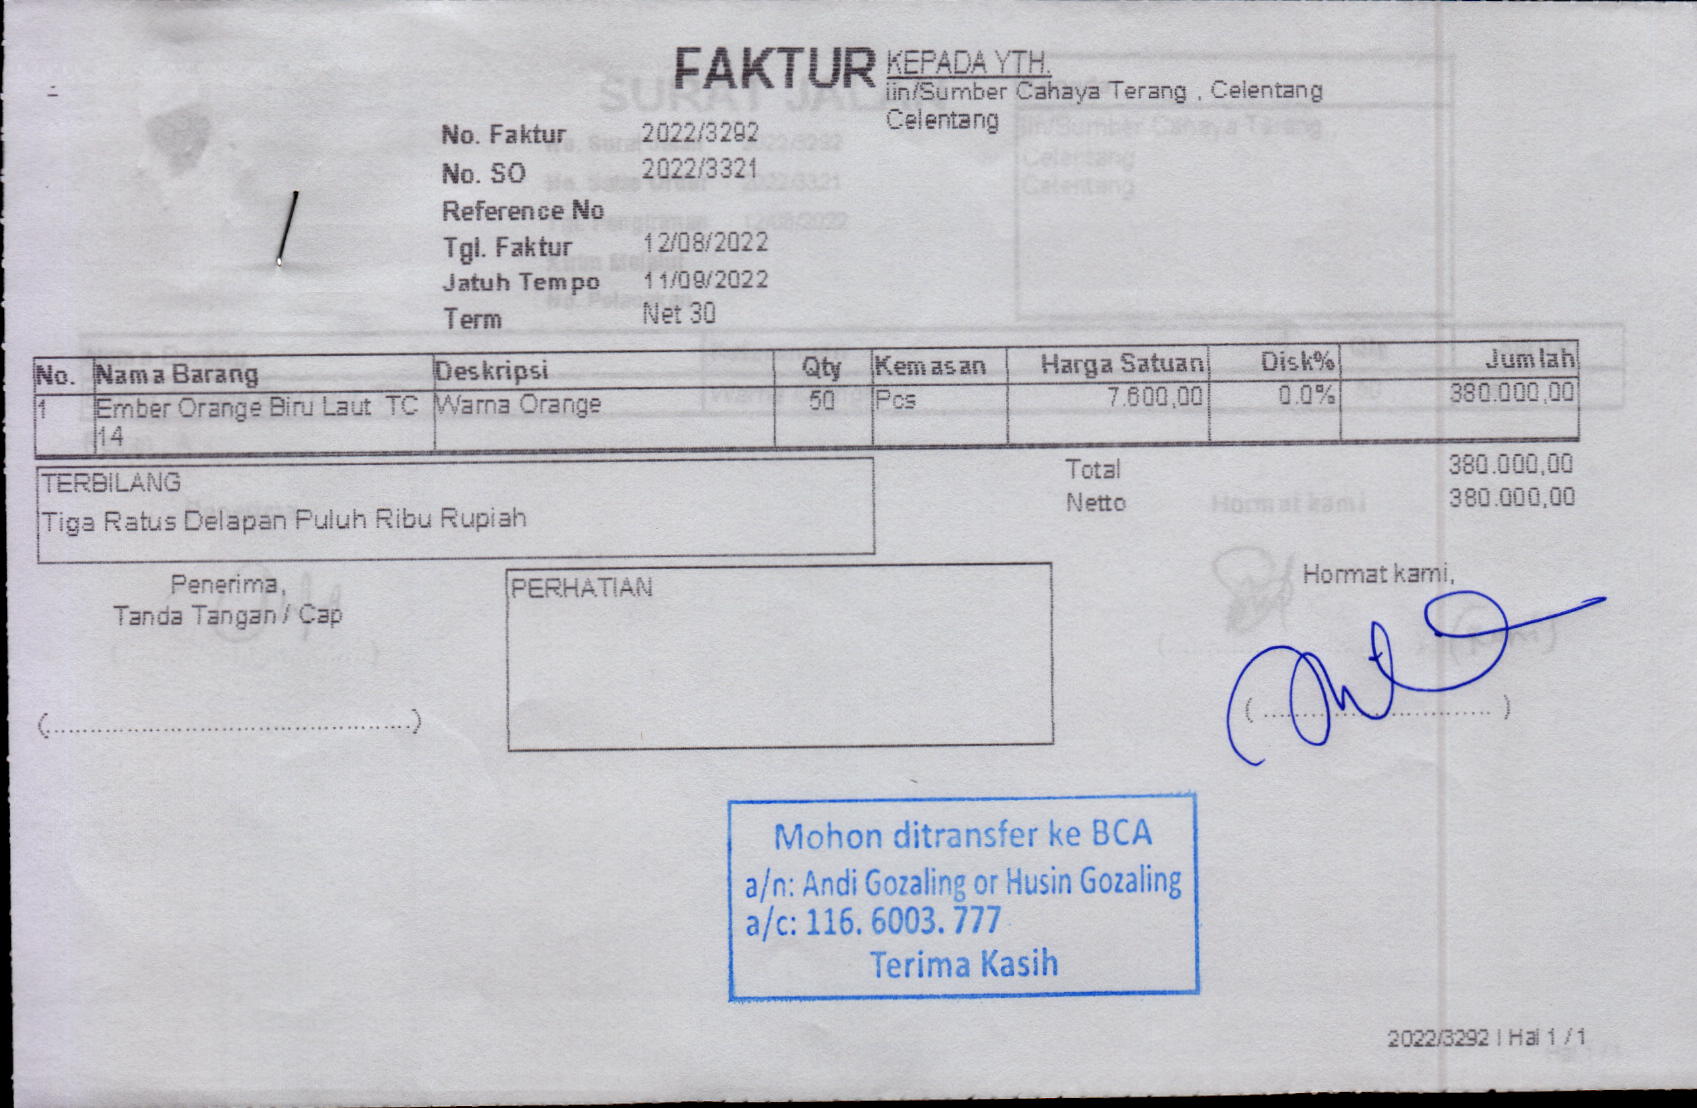 FAKTUR
KEPADA YTH.
iin/Sumber Cahaya Terang , Celentang
Celentang
No. Faktur 2022/3292
No. SO 2022/3321
Reference No
Tgl. Faktur 12/08/2022
Jatuh Tempo 11/09/2022
Term Net 30
No. Nama Barang Deskripsi Qty Kemasan Harga Satuan Disk% Jumlah
1 Ember Orange Biru Laut TC Warna Orange 50 Pcs 7.600,00 0.0% 380.000,00
14
Total 380.000,00
Netto 380.000,00
TERBILANG
Tiga Ratus Delapan Puluh Ribu Rupiah
Penerima,
Tanda Tangan / Cap
(..............................................)
PERHATIAN
Hormat kami,
(..............................)
Mohon ditransfer ke BCA
a/n: Andi Gozaling or Husin Gozaling
a/c: 116. 6003. 777
Terima Kasih
2022/3292 | Hal 1 / 1